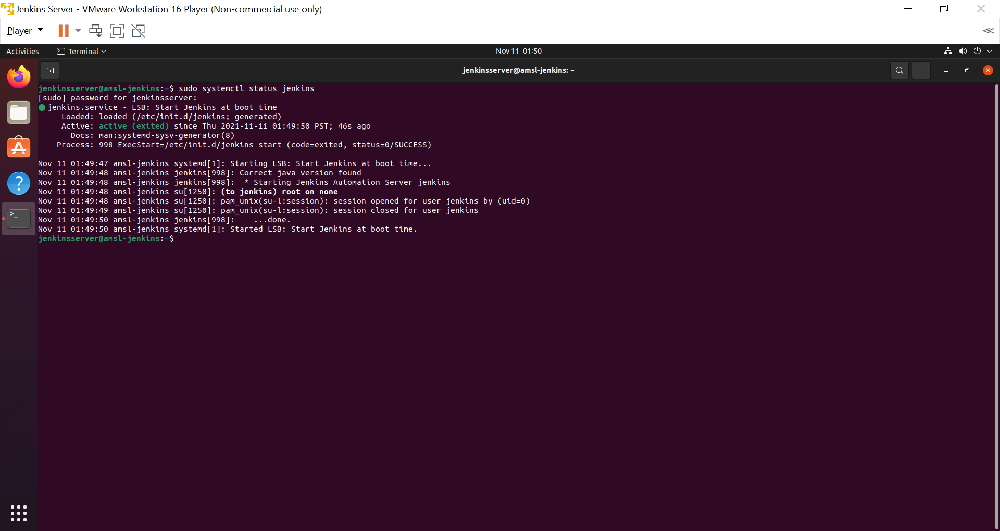 Jenkins Server - VMware Workstation 16 Player (Non-commercial use only)
Player
Activities
Terminal
Nov 11 01:50
jenkinsserver@amsl-jenkins: ~
jenkinsserver@amsl-jenkins:~$ sudo systemctl status jenkins
[sudo] password for jenkinsserver:
● jenkins.service - LSB: Start Jenkins at boot time
     Loaded: loaded (/etc/init.d/jenkins; generated)
     Active: active (exited) since Thu 2021-11-11 01:49:50 PST; 46s ago
       Docs: man:systemd-sysv-generator(8)
    Process: 998 ExecStart=/etc/init.d/jenkins start (code=exited, status=0/SUCCESS)
Nov 11 01:49:47 amsl-jenkins systemd[1]: Starting LSB: Start Jenkins at boot time...
Nov 11 01:49:48 amsl-jenkins jenkins[998]: Correct java version found
Nov 11 01:49:48 amsl-jenkins jenkins[998]:  * Starting Jenkins Automation Server jenkins
Nov 11 01:49:48 amsl-jenkins su[1250]: (to jenkins) root on none
Nov 11 01:49:48 amsl-jenkins su[1250]: pam_unix(su-l:session): session opened for user jenkins by (uid=0)
Nov 11 01:49:49 amsl-jenkins su[1250]: pam_unix(su-l:session): session closed for user jenkins
Nov 11 01:49:50 amsl-jenkins jenkins[998]:    ...done.
Nov 11 01:49:50 amsl-jenkins systemd[1]: Started LSB: Start Jenkins at boot time.
jenkinsserver@amsl-jenkins:~$